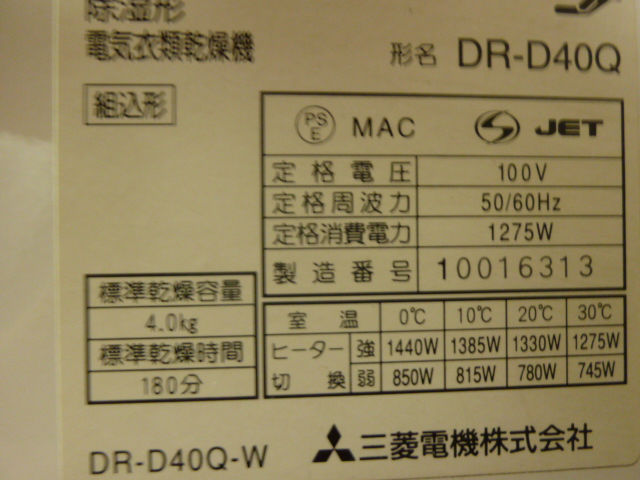 除湿形
電気衣類乾燥機
形名 DR-D40Q
組込形
PS E MAC JET
定格電圧 100V
定格周波力 50/60Hz
定格消費電力 1275W
製造番号 10016313
標準乾燥容量
4.0kg
標準乾燥時間
180分
室温 0℃ 10℃ 20℃ 30℃
ヒーター 強 1440W 1385W 1330W 1275W
切換 弱 850W 815W 780W 745W
DR-D40Q-W 三菱電機株式会社